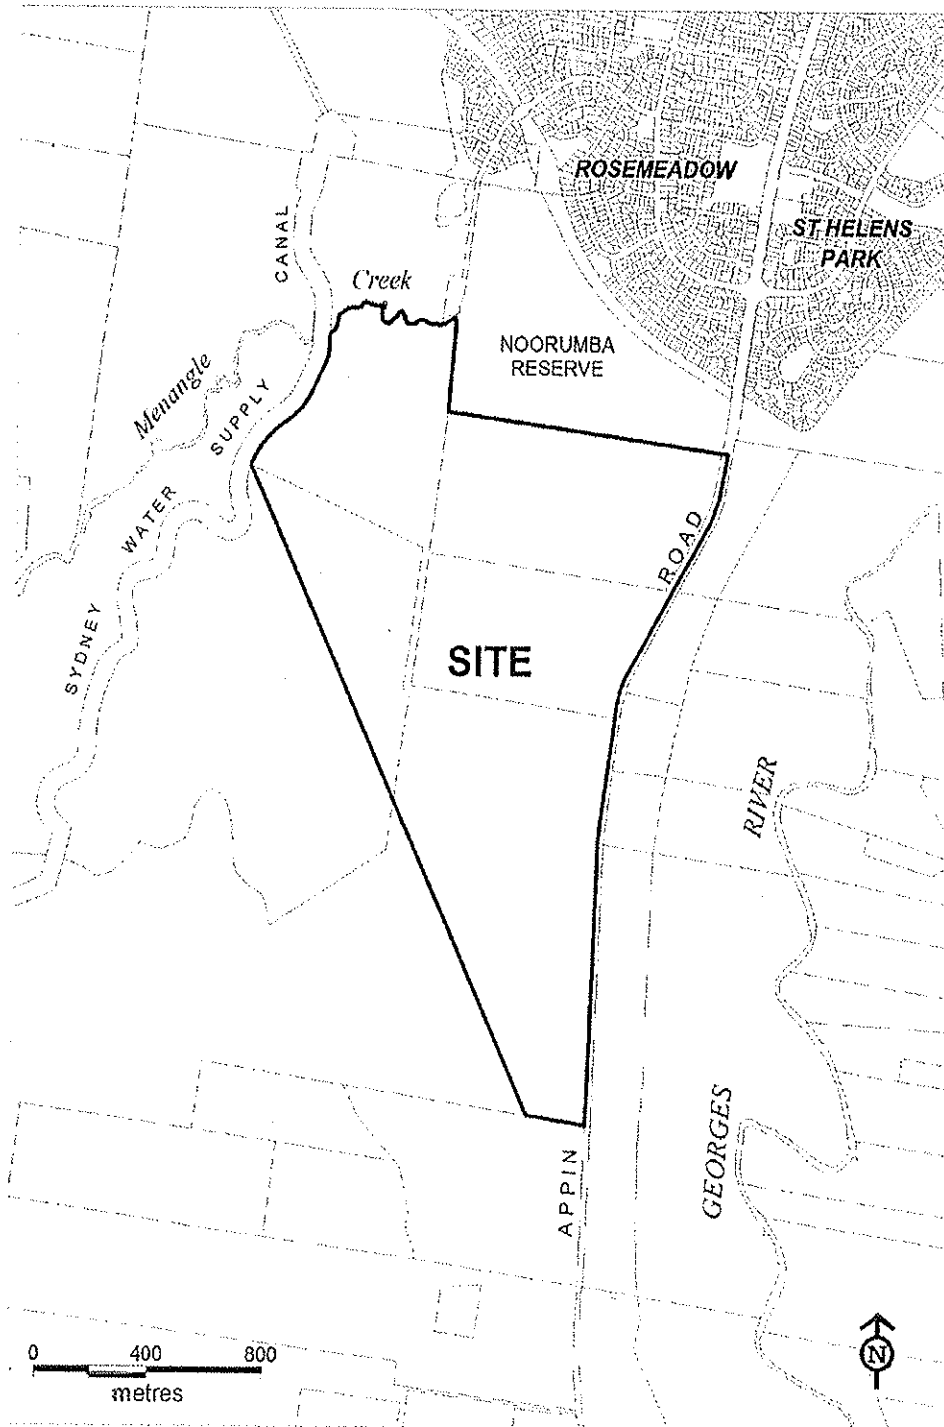 ROSEMEADOW
ST HELENS
PARK
CANAL
Creek
NOORUMBA
RESERVE
Menangle
SUPPLY
WATER
ROAD
SYDNEY
SITE
RIVER
GEORGES
APPIN
0 400 800
metres
N